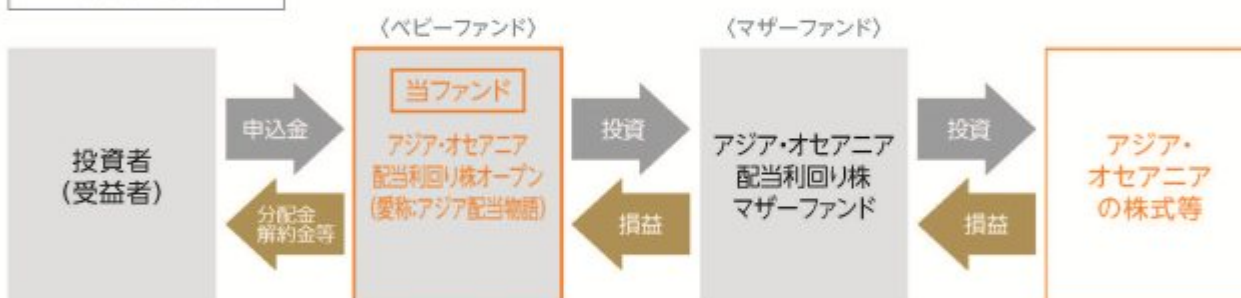 〈ベビーファンド〉
〈マザーファンド〉
投資者
(受益者)
申込金
分配金
解約金等
当ファンド
アジア・オセアニア
配当利回り株オープン
(愛称:アジア配当物語)
投資
損益
アジア・オセアニア
配当利回り株
マザーファンド
投資
損益
アジア・
オセアニア
の株式等